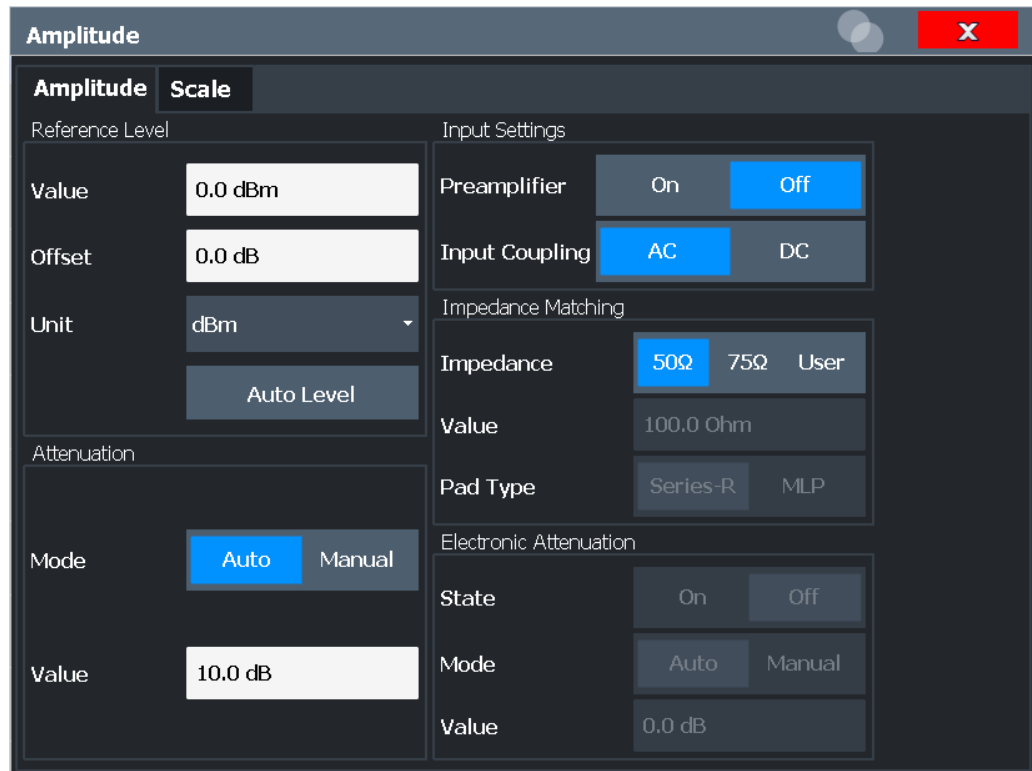 Amplitude
X
Amplitude Scale
Reference Level
Value 0.0 dBm
Offset 0.0 dB
Unit dBm
Auto Level
Attenuation
Mode Auto Manual
Value 10.0 dB
Input Settings
Preamplifier On Off
Input Coupling AC DC
Impedance Matching
Impedance 50Ω 75Ω User
Value 100.0 Ohm
Pad Type Series-R MLP
Electronic Attenuation
State On Off
Mode Auto Manual
Value 0.0 dB